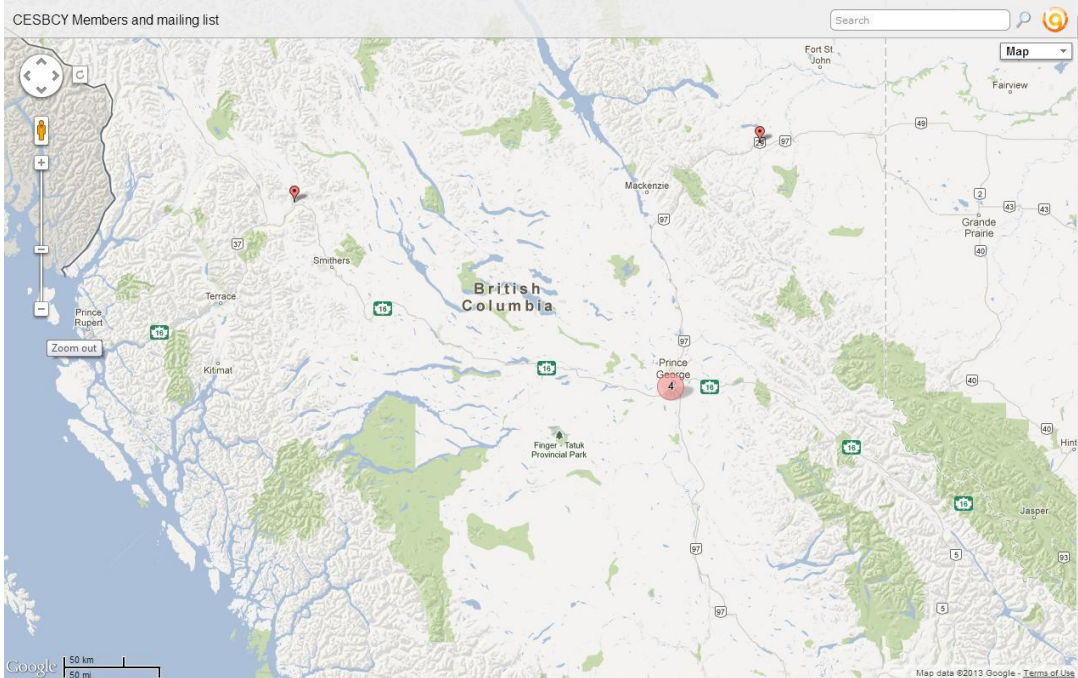 CESBCY Members and mailing list
Search
Map
Fort St.
John
Fairview
49
97
Mackenzie
2
43
43
97
Grande
Prairie
37
40
Smithers
British
Columbia
Terrace
16
Prince
Rupert
16
97
Zoom out
Prince
George
Kitimat
16
4
16
40
40
Hint
Finger - Tatuk
Provincial Park
16
16
Jasper
97
5
93
97
5
Google
50 km
50 mi
Map data ©2013 Google - Terms of Use